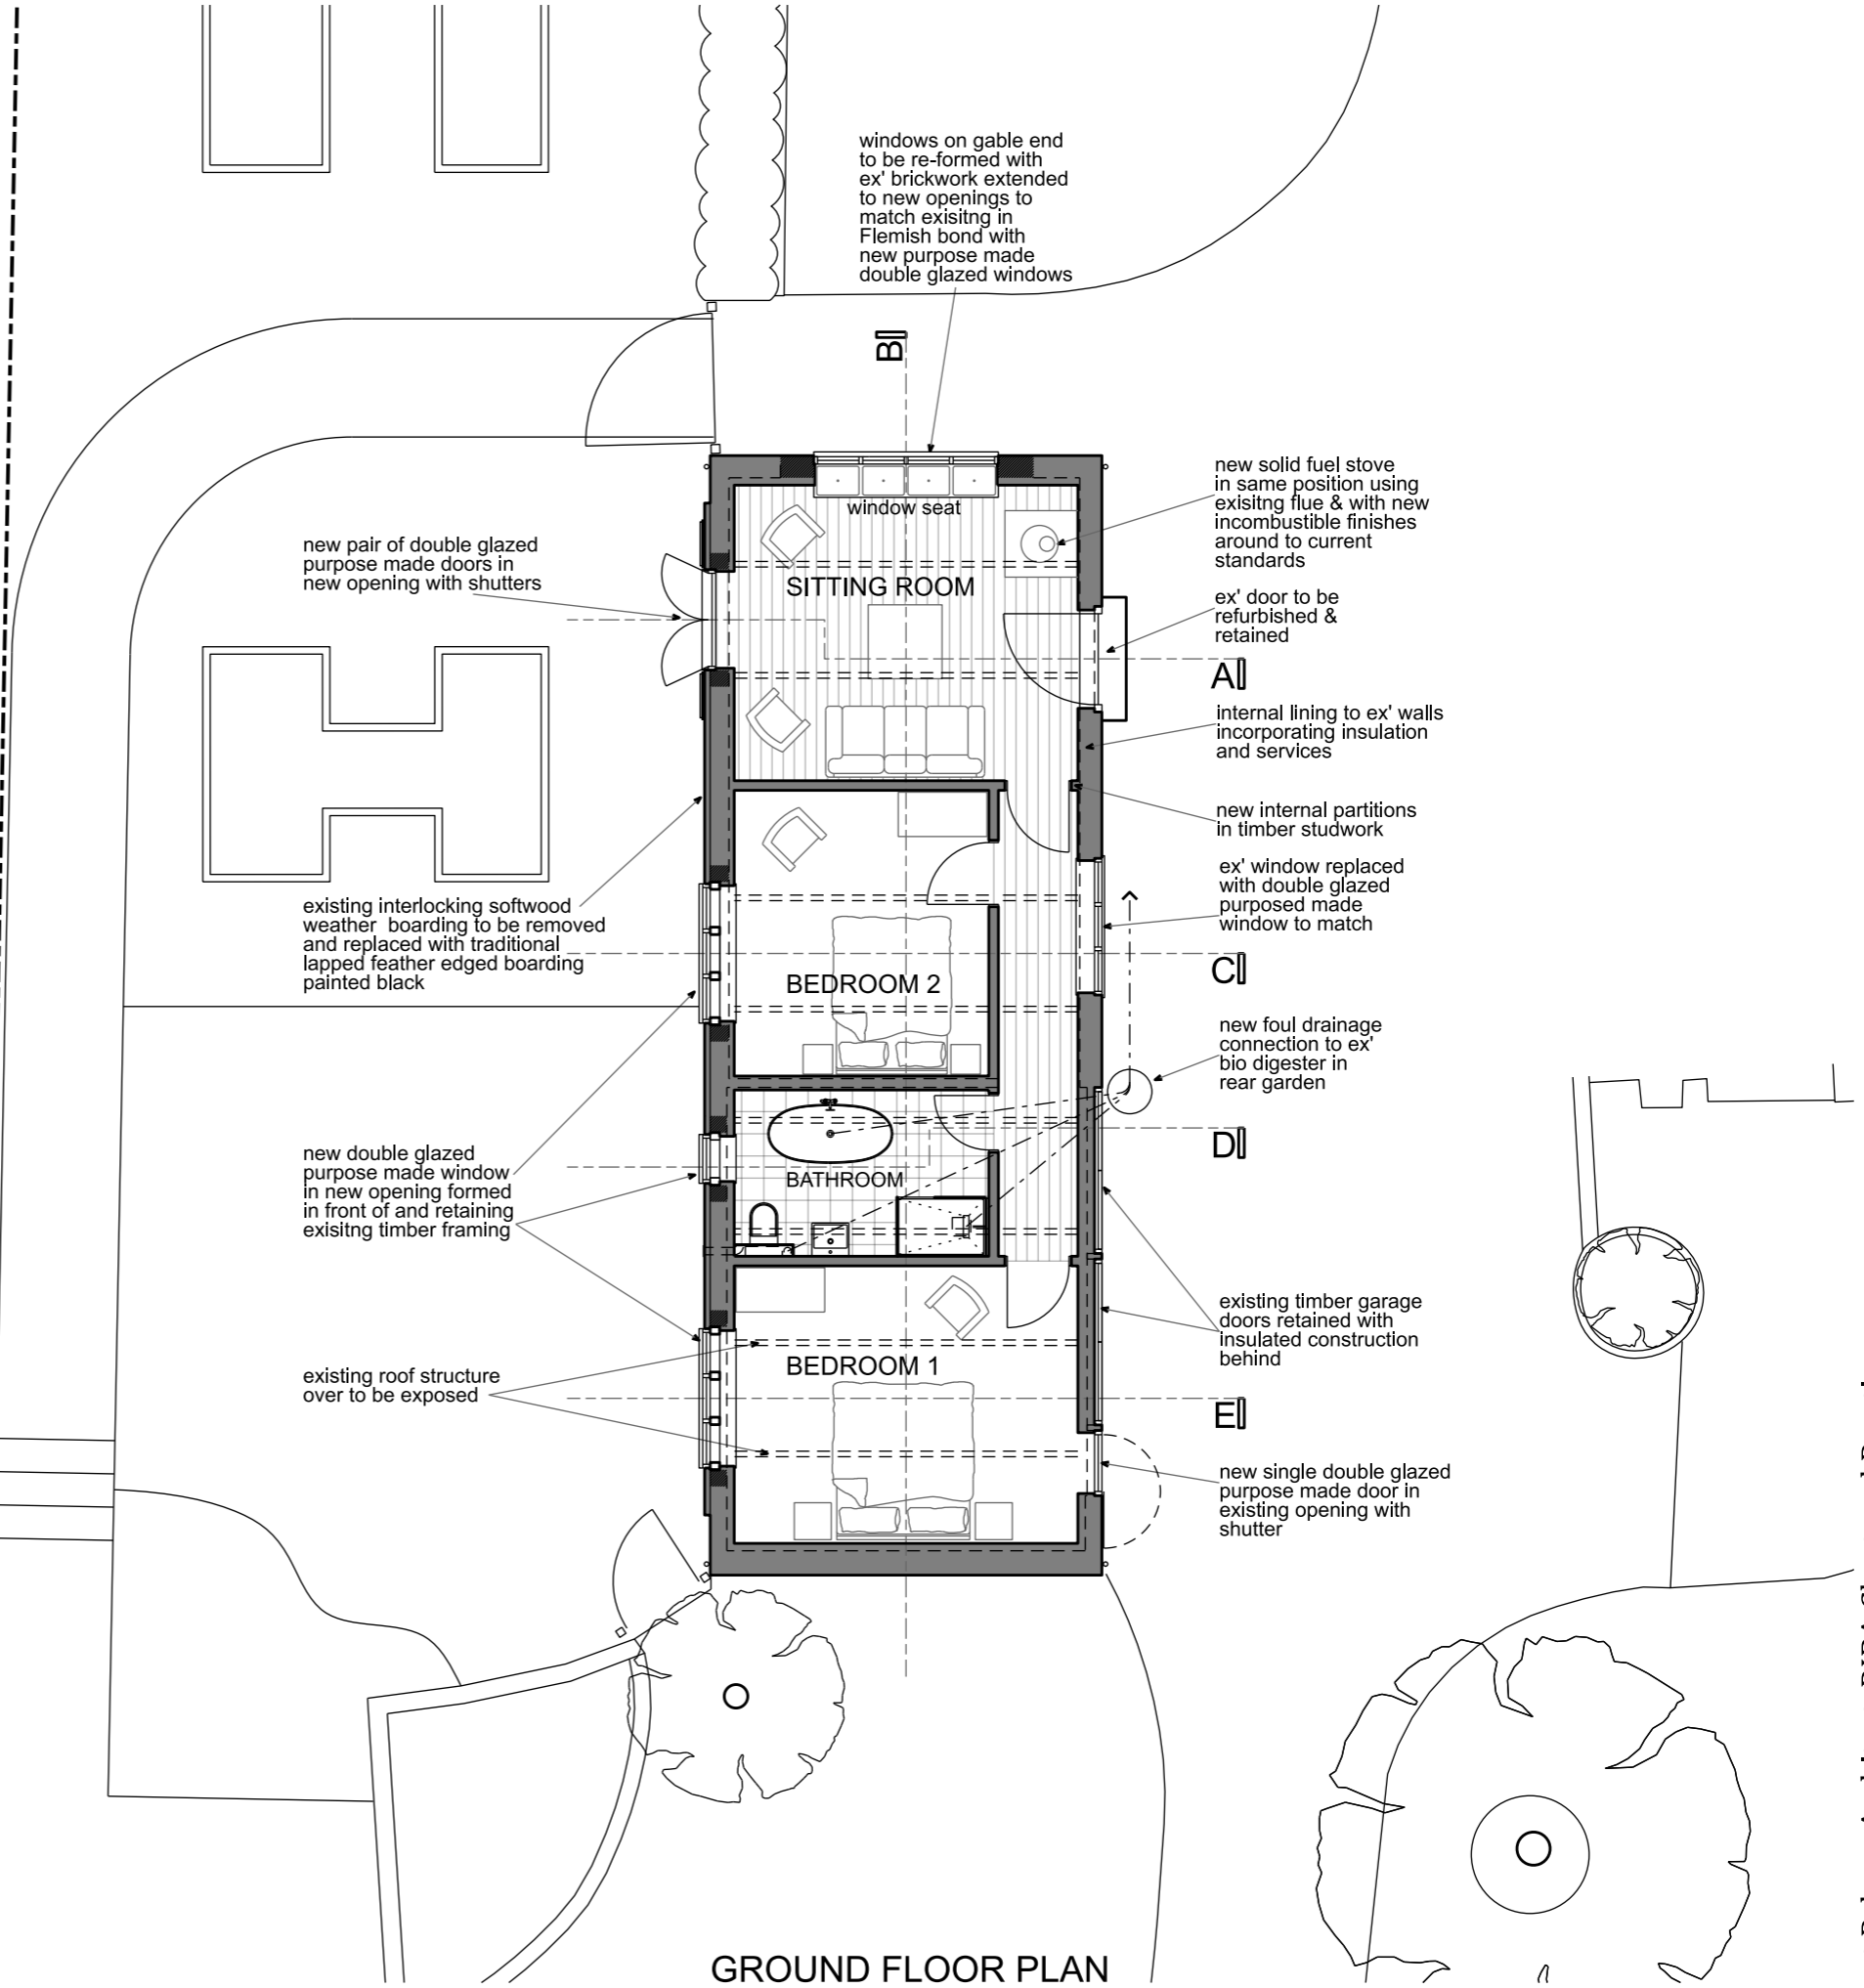 windows on gable end
to be re-formed with
ex' brickwork extended
to new openings to
match exisitng in
Flemish bond with
new purpose made
double glazed windows
B
new solid fuel stove
in same position using
exisitng flue & with new
incombustible finishes
around to current
standards
window seat
new pair of double glazed
purpose made doors in
new opening with shutters
SITTING ROOM
ex' door to be
refurbished &
retained
A
internal lining to ex' walls
incorporating insulation
and services
new internal partitions
in timber studwork
ex' window replaced
with double glazed
purposed made
window to match
existing interlocking softwood
weather boarding to be removed
and replaced with traditional
lapped feather edged boarding
painted black
C
BEDROOM 2
new foul drainage
connection to ex'
bio digester in
rear garden
D
new double glazed
purpose made window
in new opening formed
in front of and retaining
exisitng timber framing
BATHROOM
existing timber garage
doors retained with
insulated construction
behind
BEDROOM 1
existing roof structure
over to be exposed
E
new single double glazed
purpose made door in
existing opening with
shutter
GROUND FLOOR PLAN